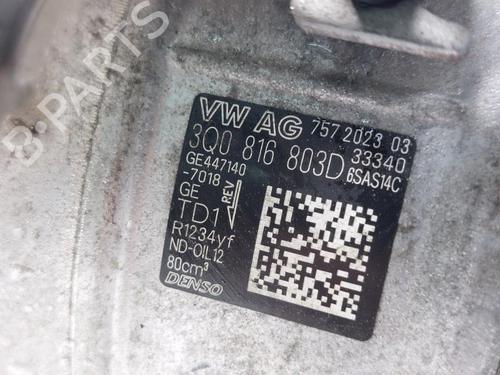 B-PARTS
VW AG 757 2023 03
3Q0 816 803D 33340
GE447140 6SAS14C
-7018
GE REV
TD1
R1234yf
ND-OIL12
80cm³
DENSO